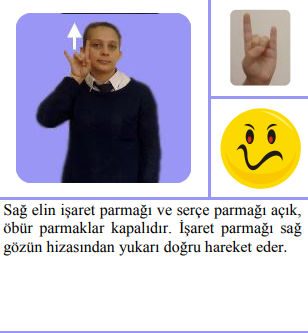 Sağ elin işaret parmağı ve serçe parmağı açık,
öbür parmaklar kapalıdır. İşaret parmağı sağ
gözün hizasından yukarı doğru hareket eder.